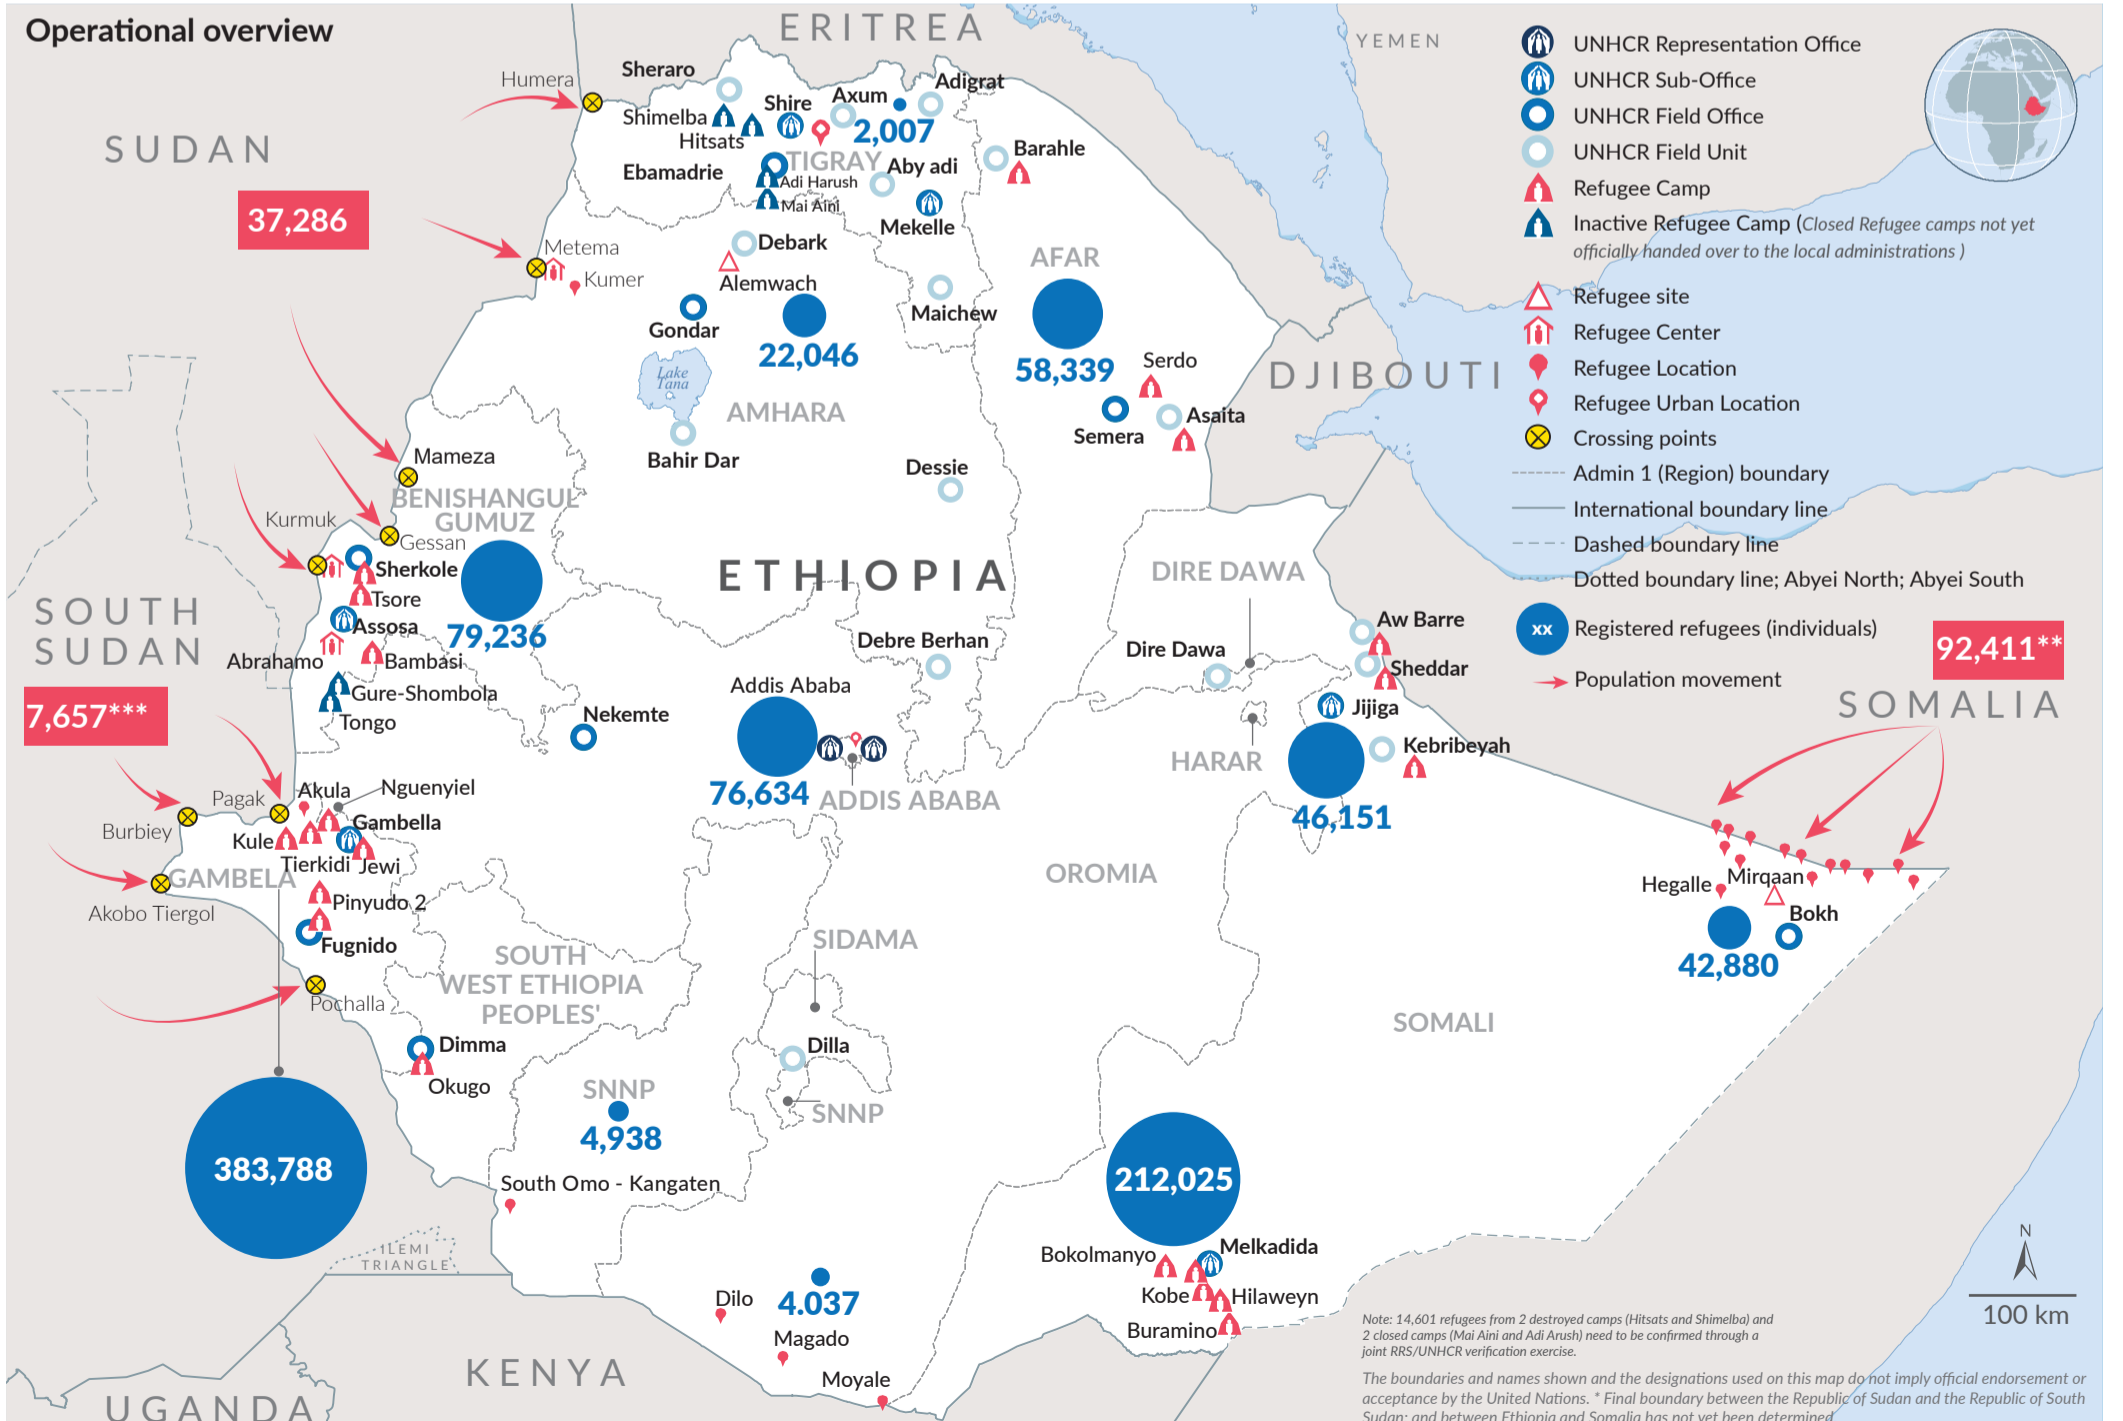 Operational overview
ERITREA
YEMEN
SUDAN
Humera
Sheraro
Shimelba
Hitsats
Shire
Axum
Adigrat
2,007
TIGRAY
Ebamadrie
Adi Harush
Mai Aini
Aby adi
Mekelle
Barahle
37,286
Metema
Kumer
Debark
Alemwach
Gondar
22,046
Maichew
AFAR
58,339
Serdo
Semera
Asaita
DJIBOUTI
Lake
Tana
AMHARA
Bahir Dar
Dessie
Mameza
BENISHANGUL
GUMUZ
Kurmuk
Gessan
Sherkole
Tsore
Assosa
79,236
Abrahamo
Bambasi
Gure-Shombola
Tongo
Nekemte
SOUTH
SUDAN
7,657***
ETHIOPIA
Debre Berhan
Addis Ababa
76,634
ADDIS ABABA
DIRE DAWA
Dire Dawa
Aw Barre
Sheddar
Jijiga
HARAR
Kebribeyah
46,151
OROMIA
Pagak
Burbiey
Akula
Nguenyiel
Gambella
Kule
Tierkidi
Jewi
GAMBELA
Akobo Tiergol
Pinyudo 2
Fugnido
Pochalla
SOUTH
WEST ETHIOPIA
PEOPLES'
Dimma
Okugo
383,788
SIDAMA
Dilla
SNNP
SNNP
4,938
South Omo - Kangaten
ILEMI
TRIANGLE
Dilo
4.037
Magado
Moyale
KENYA
UGANDA
SOMALI
212,025
Bokolmanyo
Melkadida
Kobe
Hilaweyn
Buramino
92,411**
SOMALIA
Hegalle
Mirqaan
Bokh
42,880
UNHCR Representation Office
UNHCR Sub-Office
UNHCR Field Office
UNHCR Field Unit
Refugee Camp
Inactive Refugee Camp (Closed Refugee camps not yet
officially handed over to the local administrations )
Refugee site
Refugee Center
Refugee Location
Refugee Urban Location
Crossing points
Admin 1 (Region) boundary
International boundary line
Dashed boundary line
Dotted boundary line; Abyei North; Abyei South
xx Registered refugees (individuals)
Population movement
N
100 km
Note: 14,601 refugees from 2 destroyed camps (Hitsats and Shimelba) and
2 closed camps (Mai Aini and Adi Arush) need to be confirmed through a
joint RRS/UNHCR verification exercise.
The boundaries and names shown and the designations used on this map do not imply official endorsement or
acceptance by the United Nations. * Final boundary between the Republic of Sudan and the Republic of South
Sudan; and between Ethiopia and Somalia has not yet been determined